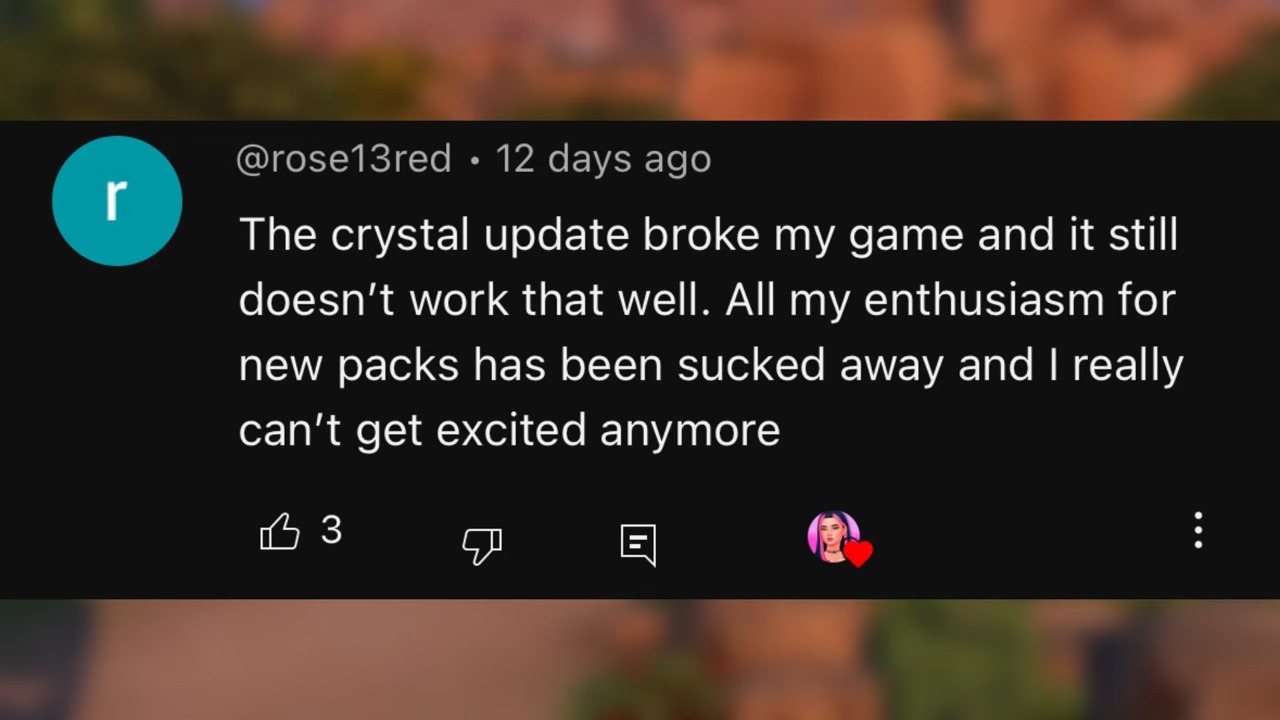 r
@rose13red • 12 days ago
The crystal update broke my game and it still
doesn’t work that well. All my enthusiasm for
new packs has been sucked away and I really
can’t get excited anymore
3